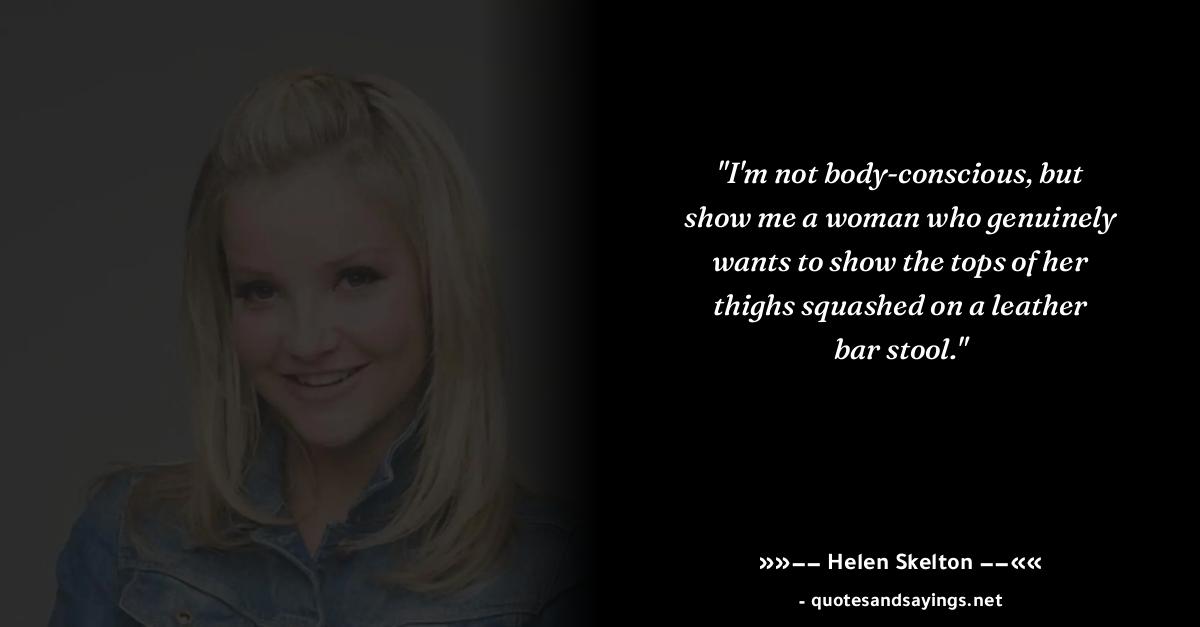 "I'm not body-conscious, but
show me a woman who genuinely
wants to show the tops of her
thighs squashed on a leather
bar stool."
»»–– Helen Skelton ––««
- quotesandsayings.net